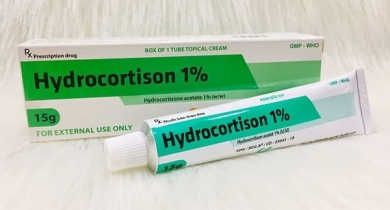 Rx Prescription drug
BOX OF 1 TUBE TOPICAL CREAM
GMP - WHO
Hydrocortison 1%
Hydrocortisone acetate 1% (w/w)
15g
FOR EXTERNAL USE ONLY
Rx
Hydrocortison 1%
15g